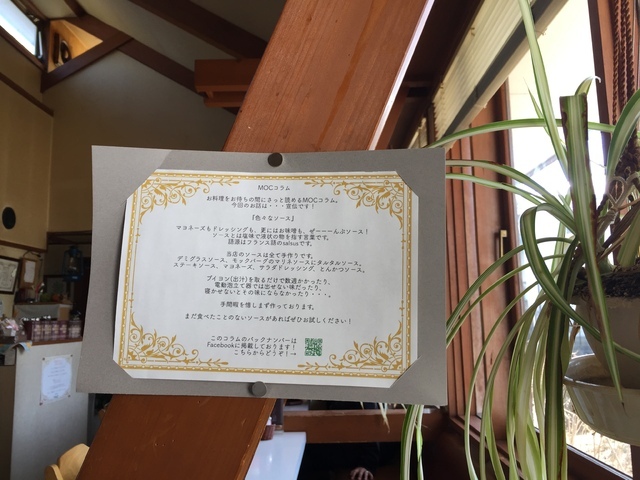 MOCコラム
お料理をお待ちの間にさっと読めるMOCコラム。
今回のお話は・・・宣伝です！
『色々なソース』
マヨネーズもドレッシングも、更にはお味噌も、ぜーーーんぶソース！
ソースとは塩味で液状の物を指す言葉です。
語源はフランス語のsalsusです。
当店のソースは全て手作りです。
デミグラスソース、モックバーグのマリネソースにタルタルソース。
ステーキソース、マヨネーズ、サラダドレッシング、とんかつソース。
ブイヨン(出汁)を取るだけで数週かかったり、
電動泡立て器では出せない味だったり、
寝かせないとその味にならなかったり・・・。
手間暇を惜しまず作っております。
まだ食べたことのないソースがあればぜひお試しください！
このコラムのバックナンバーは
Facebookに掲載しております！
こちらからどうぞ！→